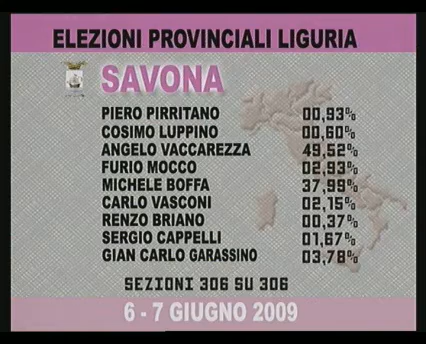 ELEZIONI PROVINCIALI LIGURIA
SAVONA
PIERO PIRRITANO 00,93%
COSIMO LUPPINO 00,60%
ANGELO VACCAREZZA 49,52%
FURIO MOCCO 02,93%
MICHELE BOFFA 37,99%
CARLO VASCONI 02,15%
RENZO BRIANO 00,37%
SERGIO CAPPELLI 01,67%
GIAN CARLO GARASSINO 03,78%
SEZIONI 306 SU 306
6 - 7 GIUGNO 2009